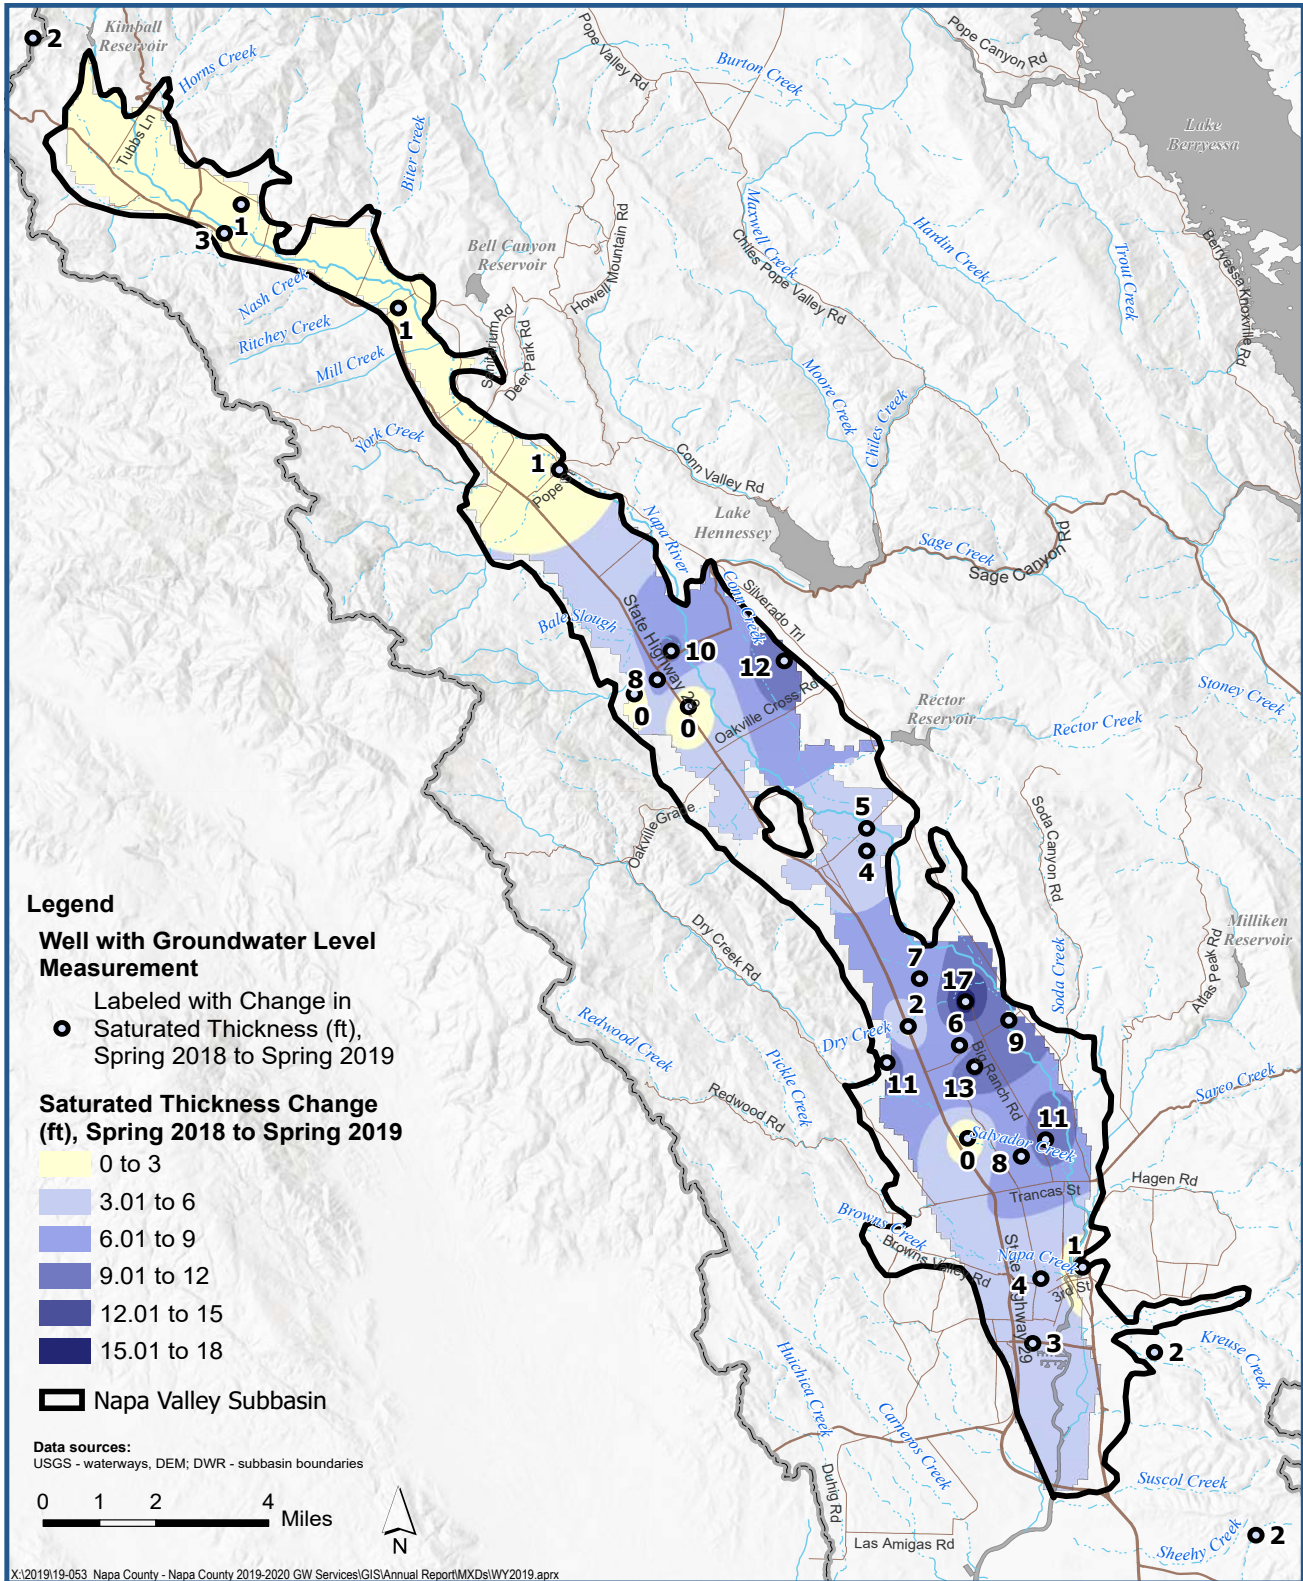 Kimball
Reservoir
2
Horns Creek
Tubbs Ln
Biter Creek
Pope Valley Rd
Burton Creek
Pope Canyon Rd
Lake
Berryessa
Berryessa Knoxville Rd
Trout Creek
Hardin Creek
Maxwell Creek
Chiles Pope Valley Rd
Howell Mountain Rd
Bell Canyon
Reservoir
1
3
Nash Creek
Ritchey Creek
1
Mill Creek
Sanitarium Rd
Deer Park Rd
Moore Creek
Chiles Creek
York Creek
1
Pope
Conn Valley Rd
Lake
Hennessey
Napa River
Sage Creek
Sage Canyon Rd
Conn Creek
Silverado Trl
Bale Slough
State Highway 29
10
12
8
0
0
Oakville Cross Rd
Rector
Reservoir
Rector Creek
Stoney Creek
Oakville Grade
5
4
Soda Canyon Rd
Milliken
Reservoir
Atlas Peak Rd
Soda Creek
Dry Creek Rd
7
17
2
6
9
Dry Creek
Redwood Creek
Pickle Creek
11
13
Big Ranch Rd
Redwood Rd
Sarco Creek
11
Salvador Creek
0
8
Trancas St
Hagen Rd
Browns Creek
Browns Valley Rd
1
Napa Creek
4
3rd St
State Highway 29
3
2
Kreuse Creek
Huichica Creek
Carneros Creek
Duhig Rd
Las Amigas Rd
Suscol Creek
Sheehy Creek
2
Legend
Well with Groundwater Level
Measurement
Labeled with Change in
Saturated Thickness (ft),
Spring 2018 to Spring 2019
Saturated Thickness Change
(ft), Spring 2018 to Spring 2019
0 to 3
3.01 to 6
6.01 to 9
9.01 to 12
12.01 to 15
15.01 to 18
Napa Valley Subbasin
Data sources:
USGS - waterways, DEM; DWR - subbasin boundaries
0 1 2 4
Miles
N
X:\2019\19-053 Napa County - Napa County 2019-2020 GW Services\GIS\Annual Report\MXDs\WY2019.aprx